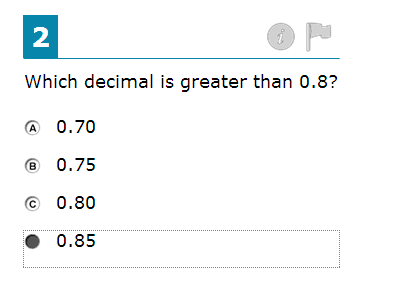 2
i
Which decimal is greater than 0.8?
A 0.70
B 0.75
C 0.80
0.85